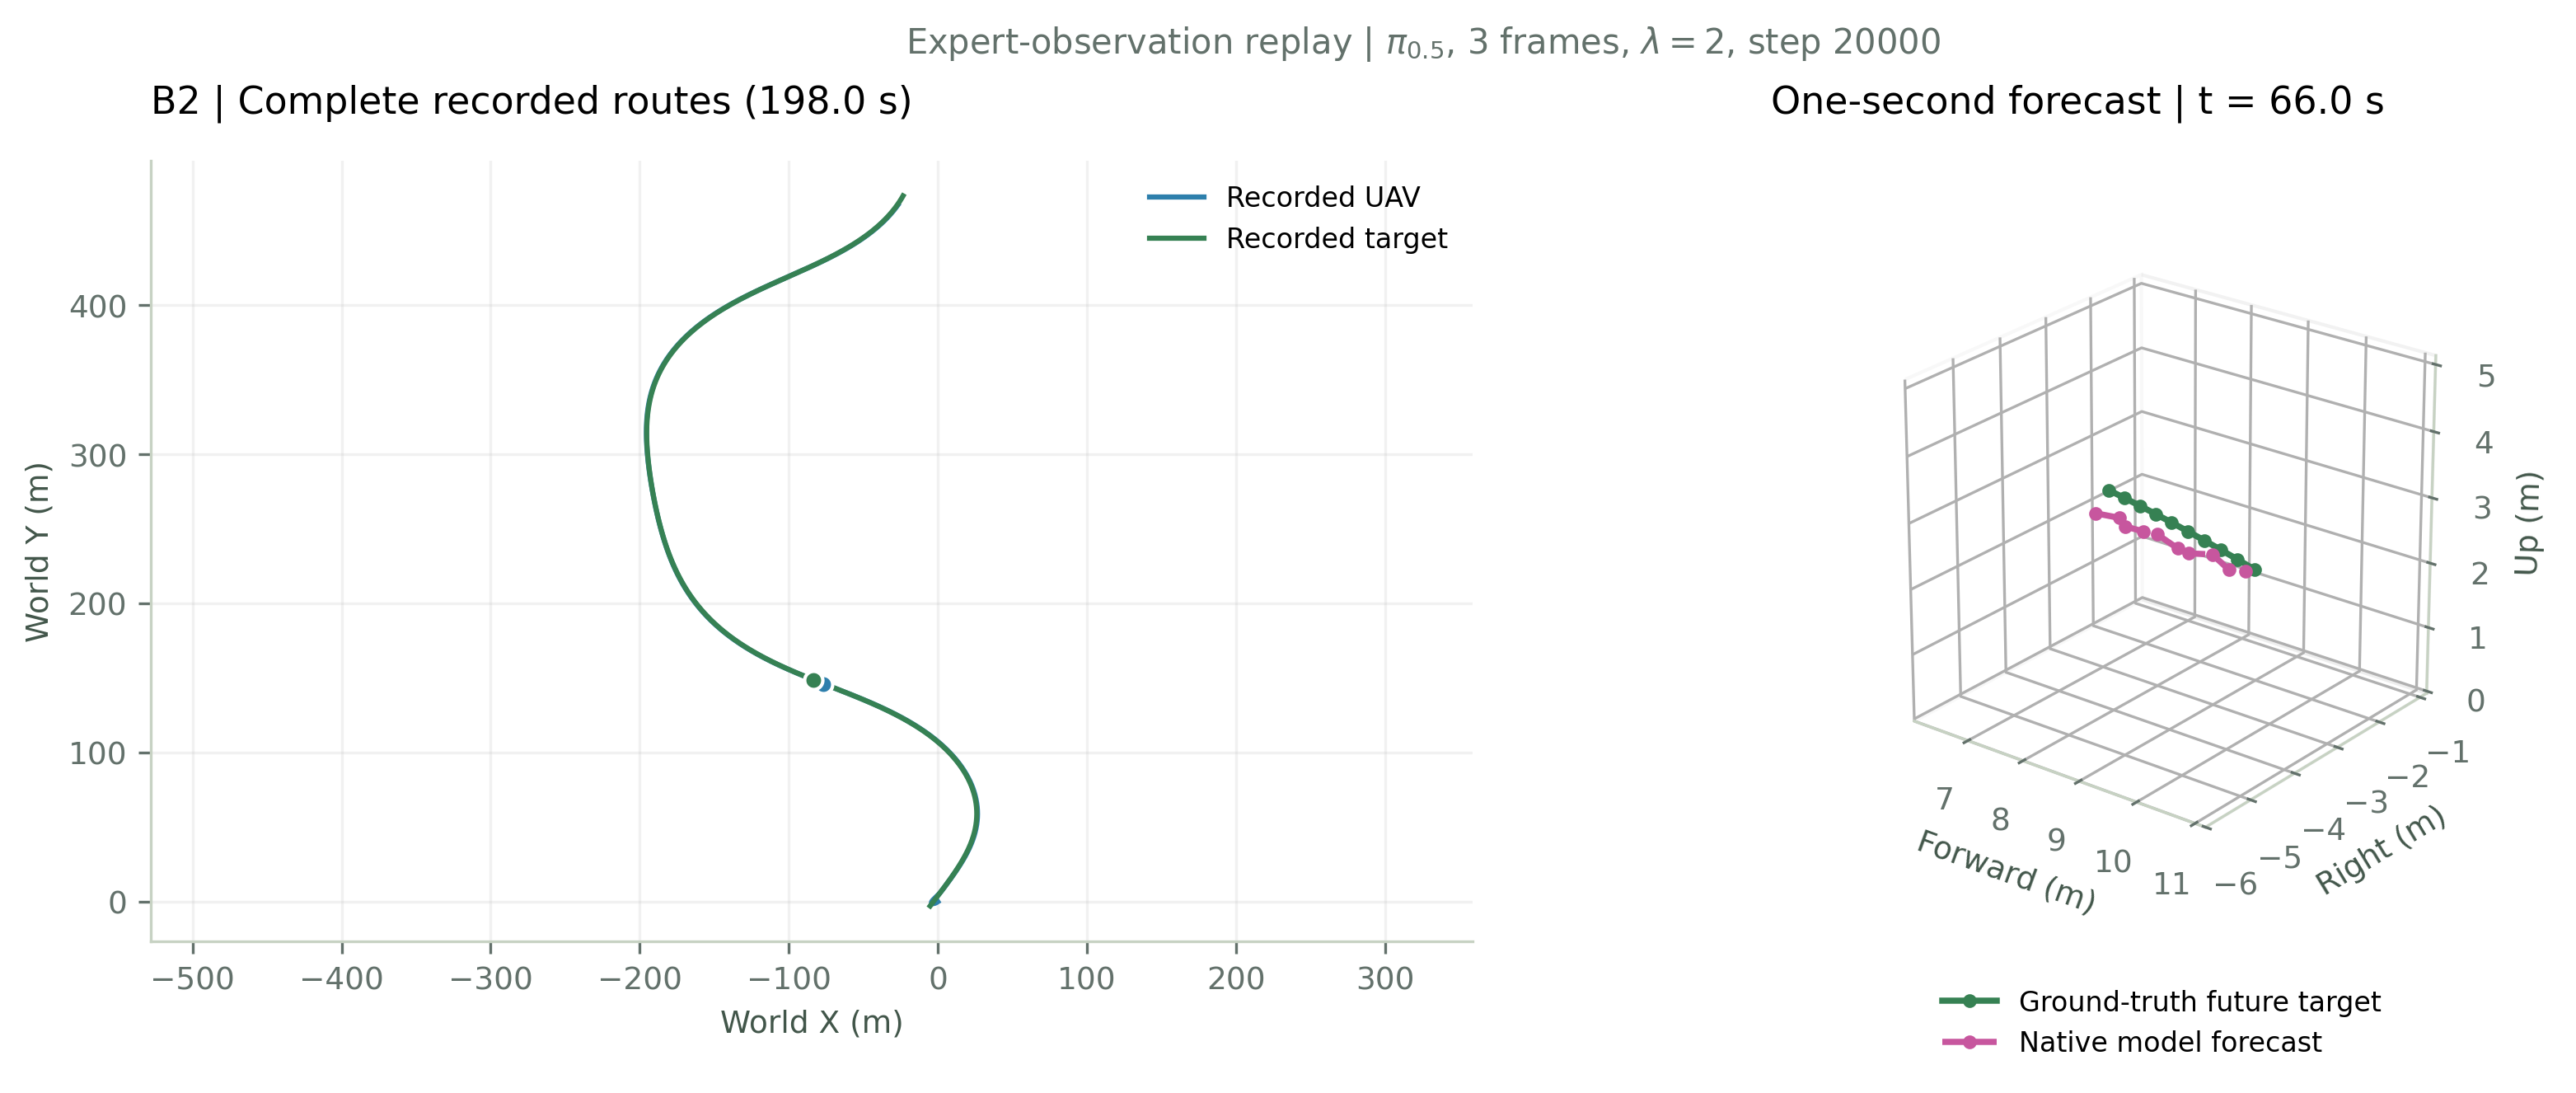 Expert-observation replay | π0.5, 3 frames, λ = 2, step 20000
B2 | Complete recorded routes (198.0 s)
Recorded UAV
Recorded target
World Y (m)
400
300
200
100
0
−500 −400 −300 −200 −100 0 100 200 300
World X (m)
One-second forecast | t = 66.0 s
5
4
3
2
1
0
Up (m)
−1
−2
−3
−4
−5
−6
Right (m)
7
8
9
10
11
Forward (m)
Ground-truth future target
Native model forecast